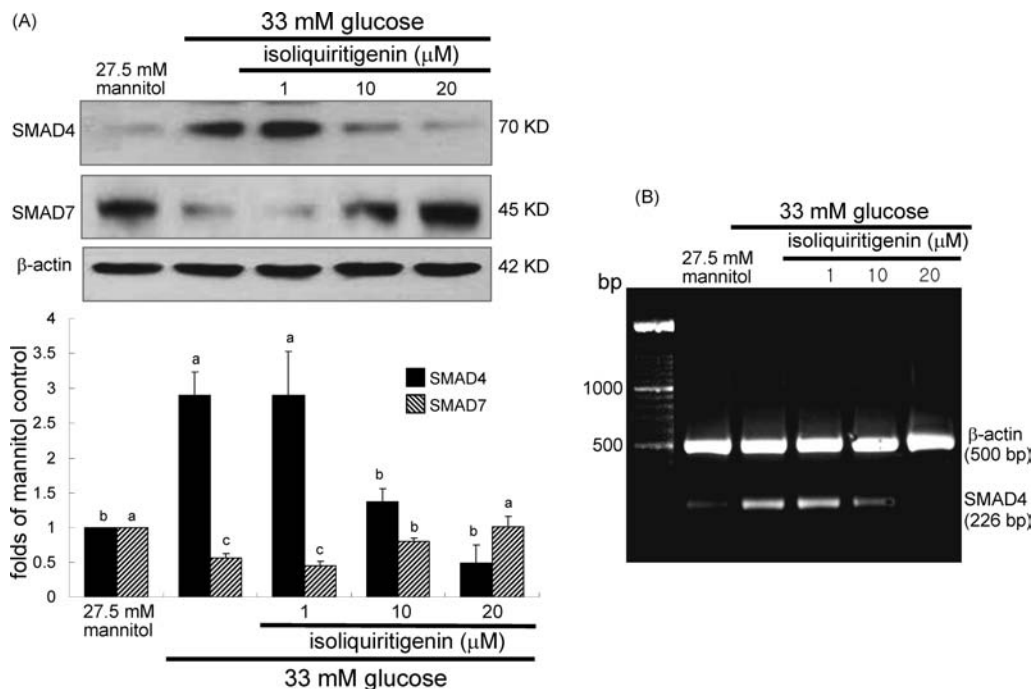 (A)
33 mM glucose
isoliquiritigenin (μM)
27.5 mM
mannitol
1 10 20
SMAD4 70 KD
SMAD7 45 KD
β-actin 42 KD
folds of mannitol control
4
3.5
3
2.5
2
1.5
1
0.5
0
SMAD4
SMAD7
b a a c a c b b b a
27.5 mM
mannitol
1 10 20
isoliquiritigenin (μM)
33 mM glucose
(B)
33 mM glucose
isoliquiritigenin (μM)
27.5 mM
mannitol
1 10 20
bp
1000
500
β-actin
(500 bp)
SMAD4
(226 bp)